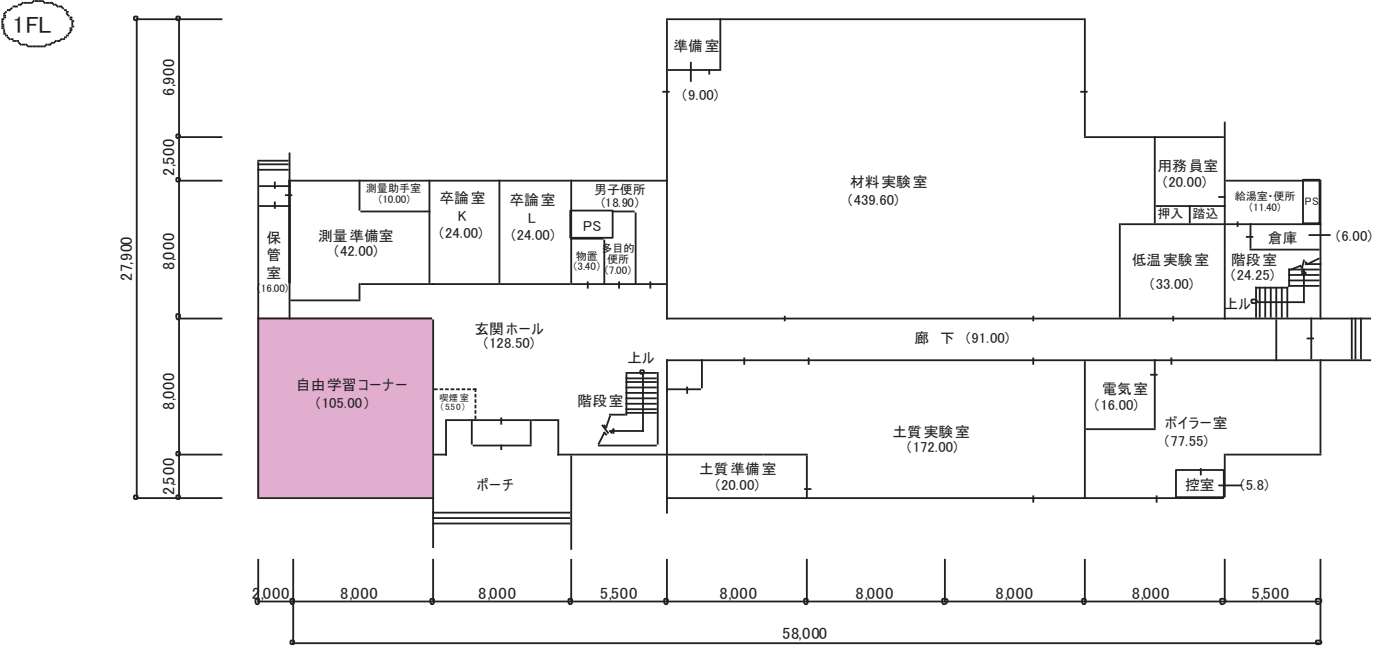 1FL
準備室
(9.00)
材料実験室
(439.60)
用務員室
(20.00)
押入
踏込
給湯室・便所
(11.40)
PS
倉庫
(6.00)
低温実験室
(33.00)
階段室
(24.25)
上ル
測量助手室
(10.00)
測量準備室
(42.00)
卒論室
K
(24.00)
卒論室
L
(24.00)
男子便所
(18.90)
PS
物置
(3.40)
多目的
便所
(7.00)
保
管
室
(16.00)
玄関ホール
(128.50)
廊 下 (91.00)
自由学習コーナー
(105.00)
喫煙室
(5.50)
上ル
階段室
ポーチ
土質実験室
(172.00)
土質準備室
(20.00)
電気室
(16.00)
ボイラー室
(77.55)
控室
(5.8)
27,900
6,900
2,500
8,000
8,000
2,500
2,000
8,000
8,000
5,500
8,000
8,000
8,000
8,000
5,500
58,000